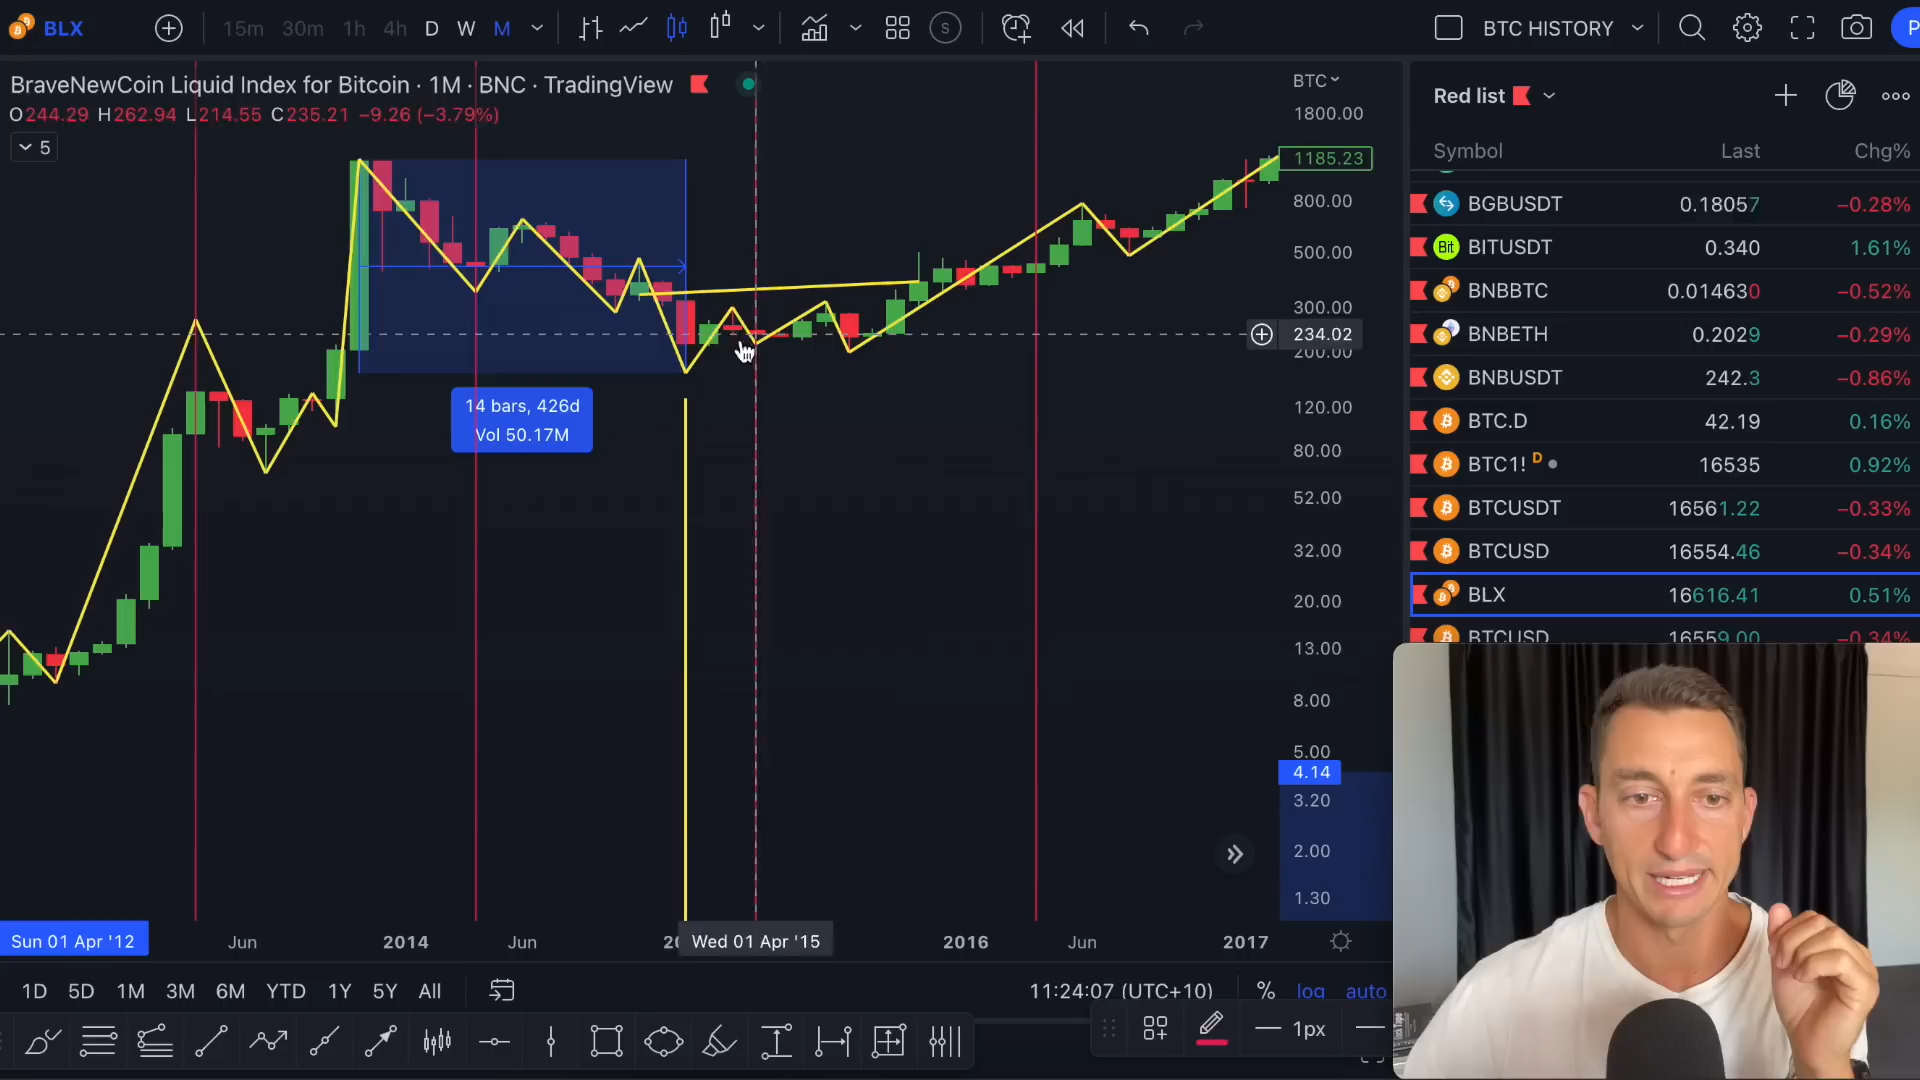 BLX
15m 30m 1h 4h D W M
S
BTC HISTORY
P
BraveNewCoin Liquid Index for Bitcoin · 1M · BNC · TradingView
O244.29 H262.94 L214.55 C235.21 −9.26 (−3.79%)
5
BTC
1800.00
1185.23
800.00
500.00
300.00
234.02
200.00
120.00
80.00
52.00
32.00
20.00
13.00
8.00
5.00
4.14
3.20
2.00
1.30
14 bars, 426d
Vol 50.17M
Sun 01 Apr '12
Jun
2014
Jun
Wed 01 Apr '15
2016
Jun
2017
1D 5D 1M 3M 6M YTD 1Y 5Y All
11:24:07 (UTC+10)
% log auto
1px
Red list
Symbol Last Chg%
BGBUSDT 0.18057 −0.28%
Bit BITUSDT 0.340 1.61%
BNBBTC 0.014630 −0.52%
BNBETH 0.2029 −0.29%
BNBUSDT 242.3 −0.86%
BTC.D 42.19 0.16%
BTC1! D 16535 0.92%
BTCUSDT 16561.22 −0.33%
BTCUSD 16554.46 −0.34%
BLX 16616.41 0.51%
BTCUSD 16559.00 −0.34%